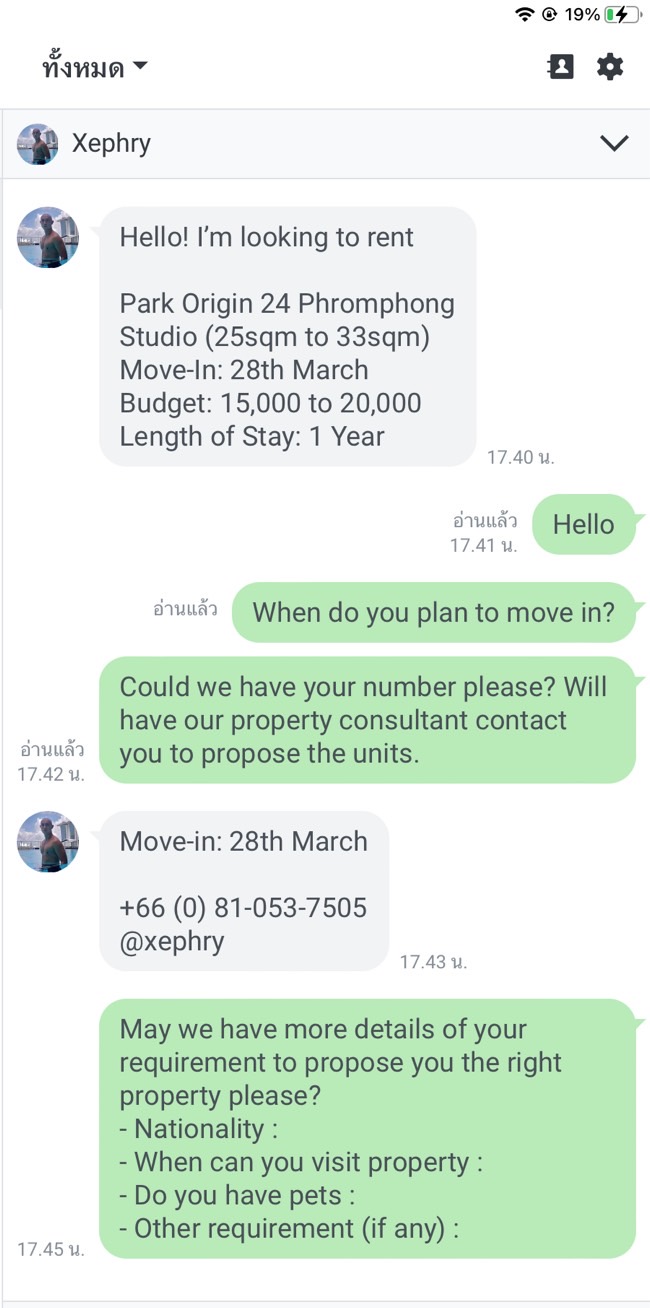 19%
ทั้งหมด
Xephry
Hello! I’m looking to rent
Park Origin 24 Phromphong
Studio (25sqm to 33sqm)
Move-In: 28th March
Budget: 15,000 to 20,000
Length of Stay: 1 Year
17.40 น.
อ่านแล้ว
17.41 น.
Hello
อ่านแล้ว
When do you plan to move in?
Could we have your number please? Will
have our property consultant contact
you to propose the units.
อ่านแล้ว
17.42 น.
Move-in: 28th March
+66 (0) 81-053-7505
@xephry
17.43 น.
May we have more details of your
requirement to propose you the right
property please?
- Nationality :
- When can you visit property :
- Do you have pets :
- Other requirement (if any) :
17.45 น.